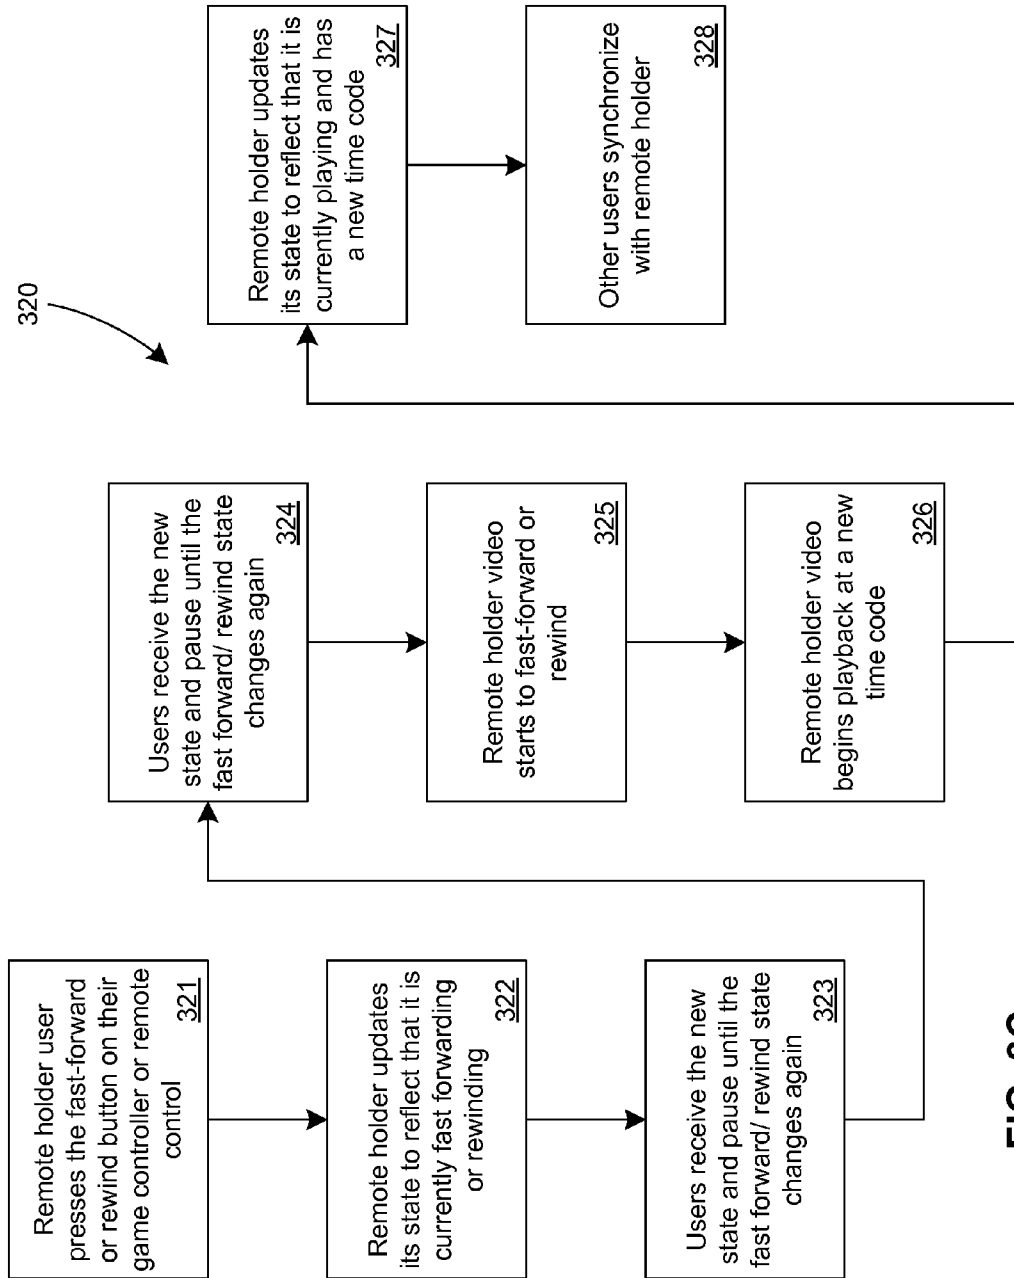 320
Remote holder user
presses the fast-forward
or rewind button on their
game controller or remote
control
321
Remote holder updates
its state to reflect that it is
currently fast forwarding
or rewinding
322
Users receive the new
state and pause until the
fast forward/ rewind state
changes again
323
Users receive the new
state and pause until the
fast forward/ rewind state
changes again
324
Remote holder video
starts to fast-forward or
rewind
325
Remote holder video
begins playback at a new
time code
326
Remote holder updates
its state to reflect that it is
currently playing and has
a new time code
327
Other users synchronize
with remote holder
328
FIG.